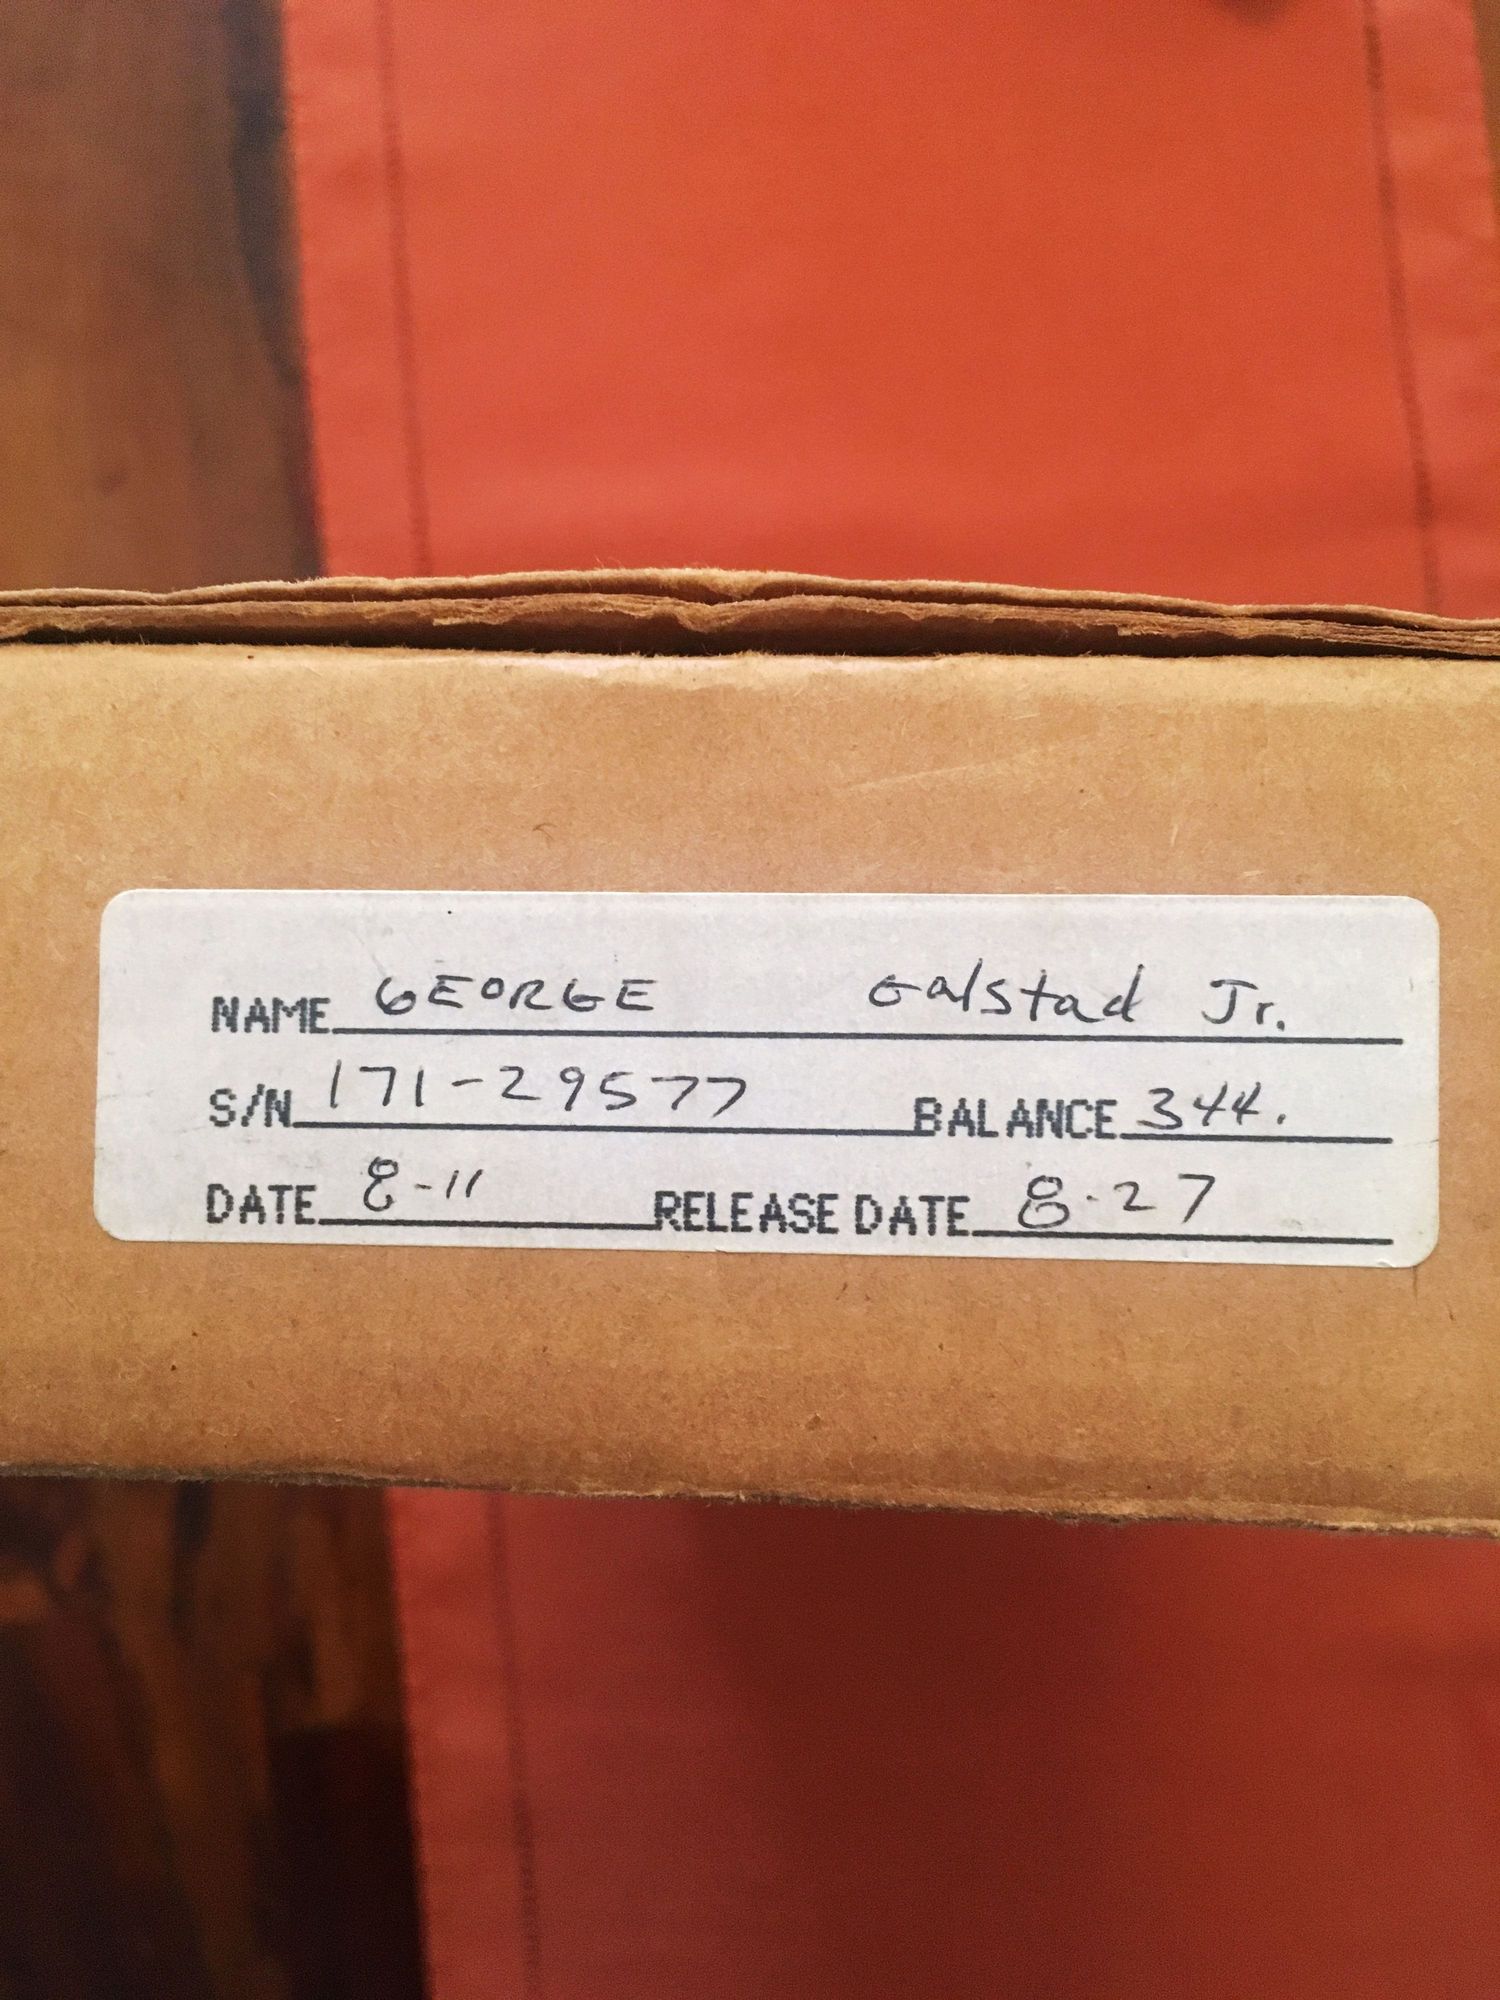 NAME GEORGE Galstad Jr.
S/N 171-29577 BALANCE 344.
DATE 8-11 RELEASE DATE 8-27